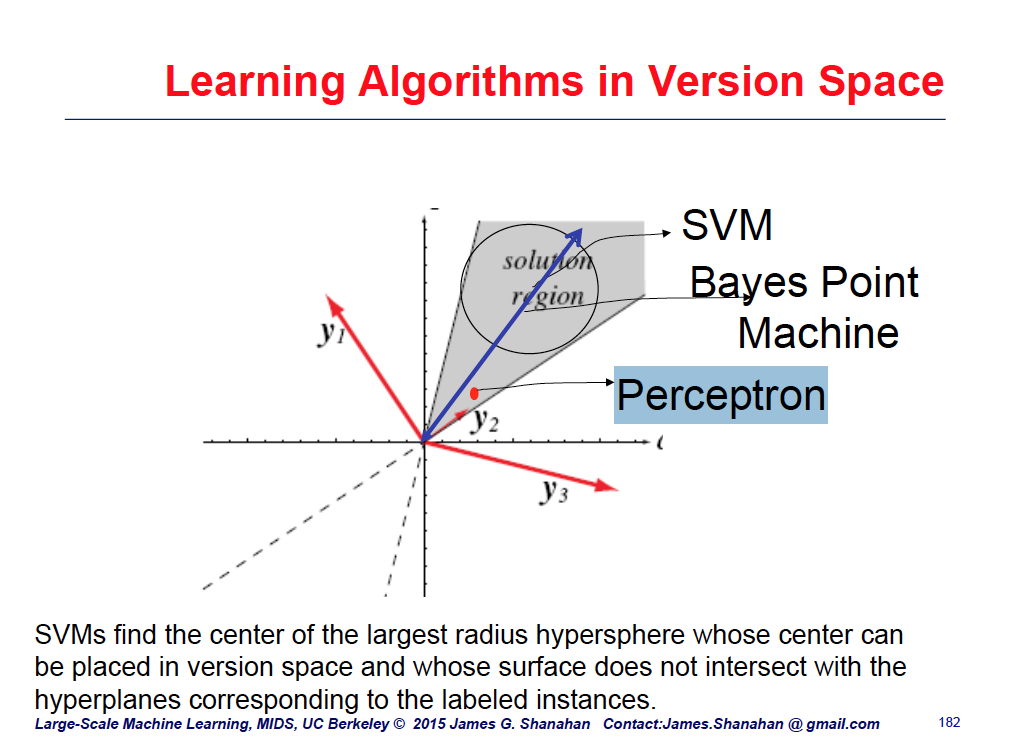 Learning Algorithms in Version Space
SVM
solution
region
Bayes Point
Machine
y1
Perceptron
y2
y3
SVMs find the center of the largest radius hypersphere whose center can
be placed in version space and whose surface does not intersect with the
hyperplanes corresponding to the labeled instances.
Large-Scale Machine Learning, MIDS, UC Berkeley © 2015 James G. Shanahan Contact:James.Shanahan @ gmail.com
182